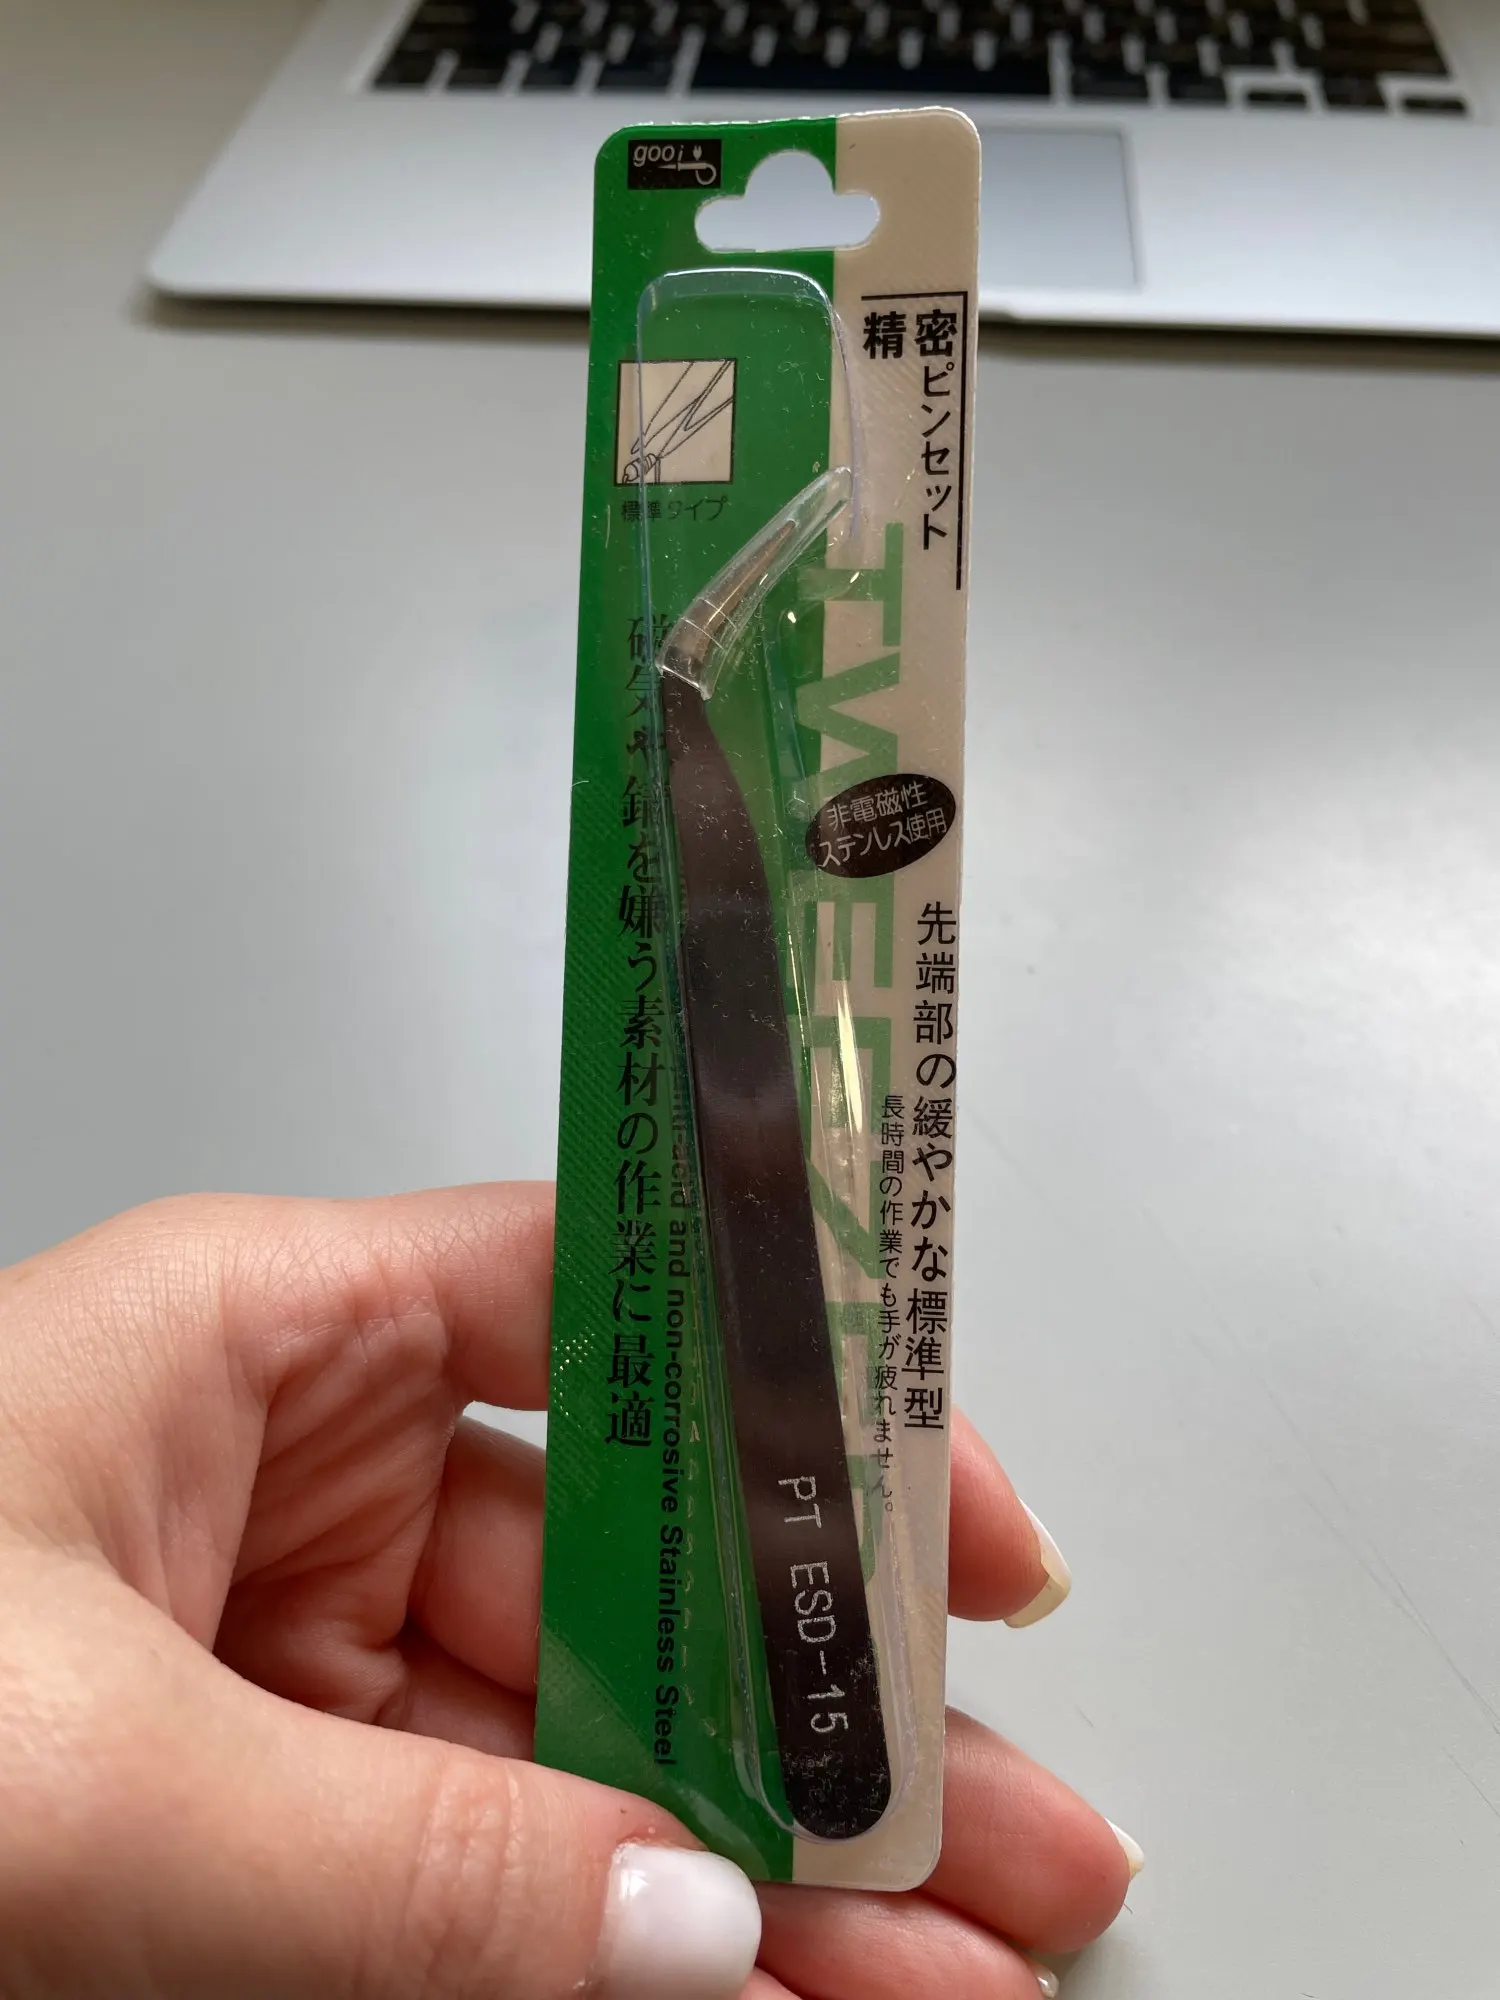 goot
精密ピンセット
標準タイプ
TWEEZER
非電磁性
ステンレス使用
先端部の緩やかな標準型
長時間の作業でも手が疲れません。
磁気や錆を嫌う素材の作業に最適
Anti-acid and non-corrosive Stainless Steel
PT ESD-15